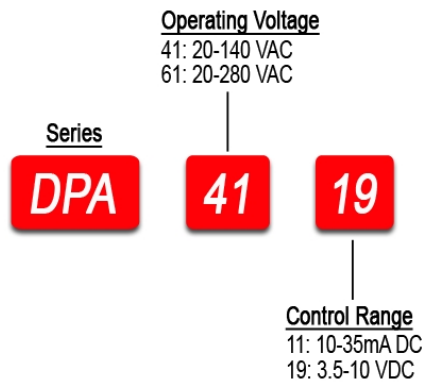 Operating Voltage
41: 20-140 VAC
61: 20-280 VAC
Series
DPA
41
19
Control Range
11: 10-35mA DC
19: 3.5-10 VDC